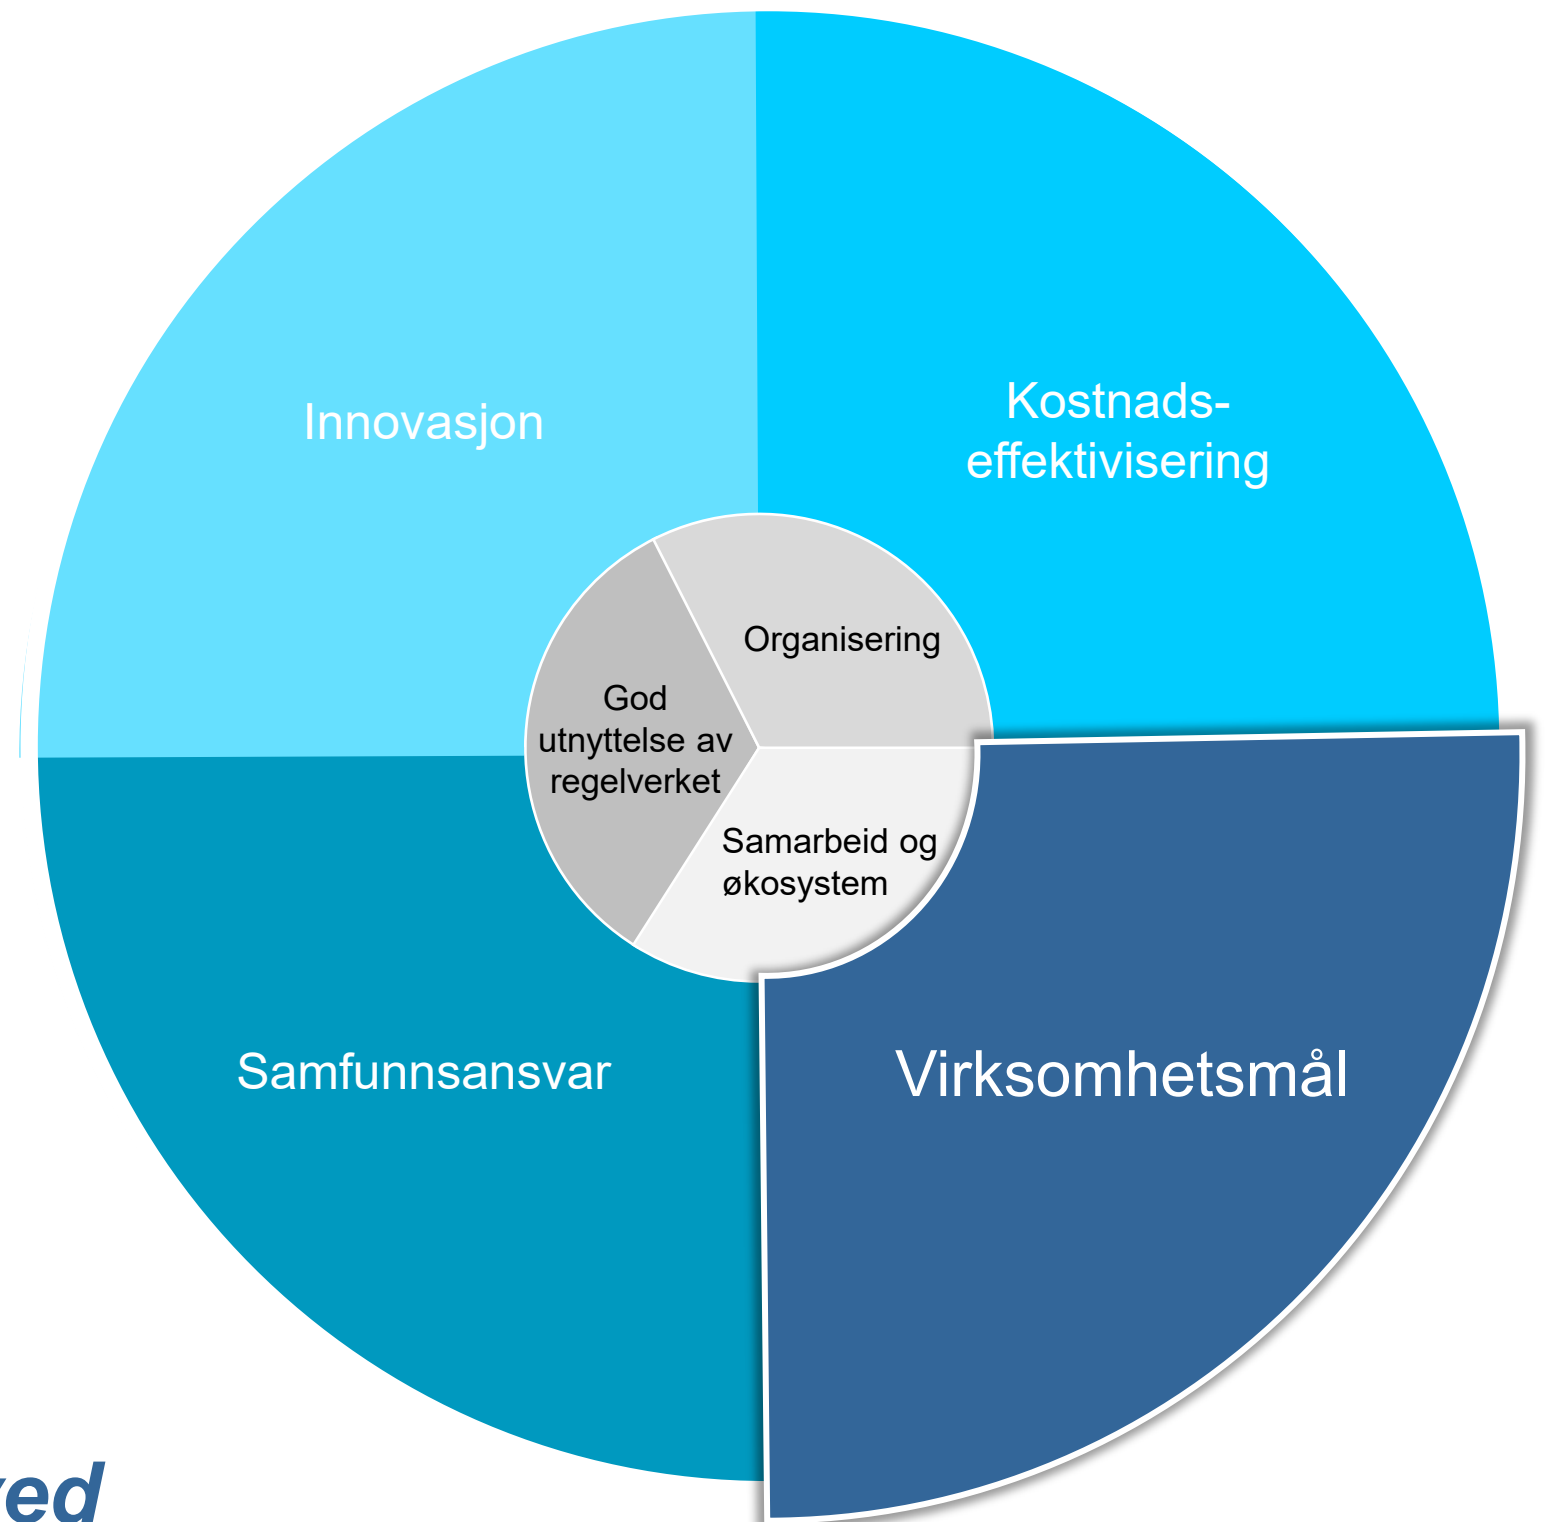 Innovasjon
Kostnads-
effektivisering
Organisering
God
utnyttelse av
regelverket
Samarbeid og
økosystem
Samfunnsansvar
Virksomhetsmål